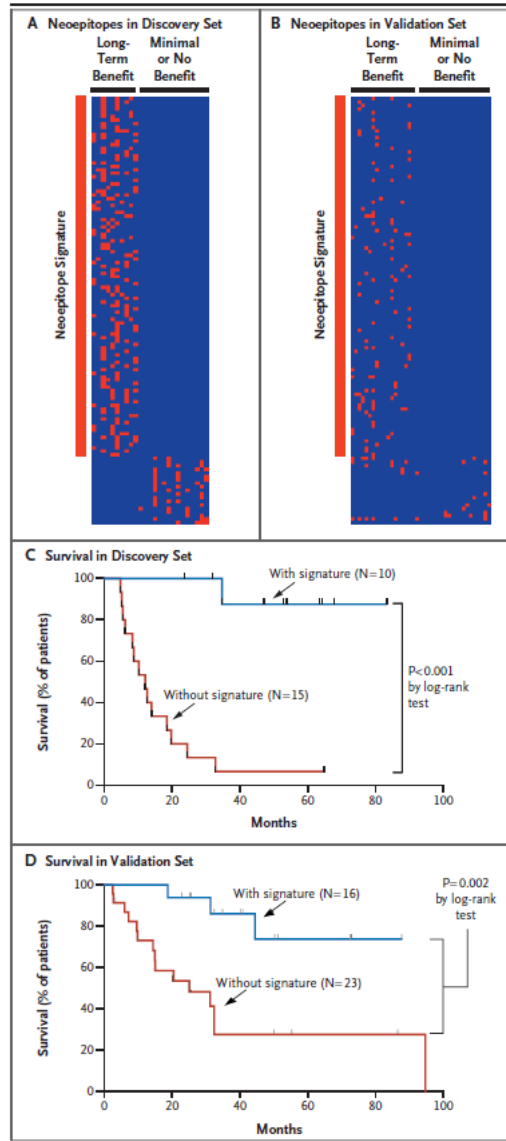 A Neoepitopes in Discovery Set
Long-
Term
Benefit
Minimal
or No
Benefit
Neoepitope Signature
B Neoepitopes in Validation Set
Long-
Term
Benefit
Minimal
or No
Benefit
Neoepitope Signature
C Survival in Discovery Set
Survival (% of patients)
100
80
60
40
20
0
With signature (N=10)
Without signature (N=15)
P<0.001
by log-rank
test
0
20
40
60
80
100
Months
D Survival in Validation Set
Survival (% of patients)
100
80
60
40
20
0
With signature (N=16)
Without signature (N=23)
P=0.002
by log-rank
test
0
20
40
60
80
100
Months